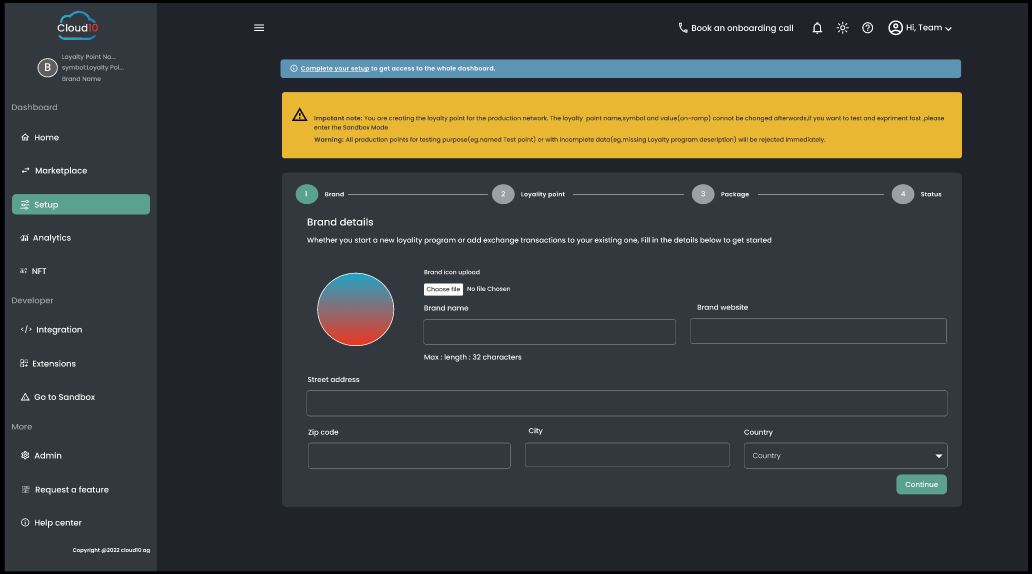 Cloud10
B
Loyalty Point Na...
symbol:Loyalty Poi...
Brand Name
Dashboard
Home
Marketplace
Setup
Analytics
NFT
Developer
</> Integration
Extensions
Go to Sandbox
More
Admin
Request a feature
Help center
Copyright @2022 cloud10 ag
Book an onboarding call
Hi, Team
Complete your setup to get access to the whole dashboard.
Impotant note: You are creating the loyalty point for the production network. The loyalty point name,symbol and value(on-ramp) cannot be changed afterwords,if you want to test and expriment fast ,please
enter the Sandbox Mode
Warning: All production points for testing purpose(eg.named Test point) or with incomplete data(eg.missing Loyalty program desciription) will be rejected immediately.
1 Brand
2 Loyality point
3 Package
4 Status
Brand details
Whether you start a new loyality program or add exchange transactions to your existing one, Fill in the details below to get started
Brand icon upload
Choose file No file Chosen
Brand name
Brand website
Max : length : 32 characters
Street address
Zip code
City
Country
Country
Continue